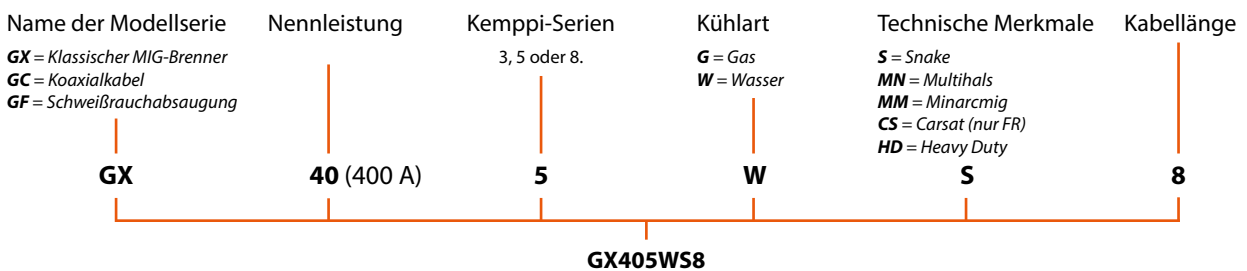 Name der Modellserie
GX = Klassischer MIG-Brenner
GC = Koaxialkabel
GF = Schweißrauchabsaugung
GX
Nennleistung
40 (400 A)
Kemppi-Serien
3, 5 oder 8.
5
Kühlart
G = Gas
W = Wasser
W
Technische Merkmale
S = Snake
MN = Multihals
MM = Minarcmig
CS = Carsat (nur FR)
HD = Heavy Duty
S
Kabellänge
8
GX405WS8